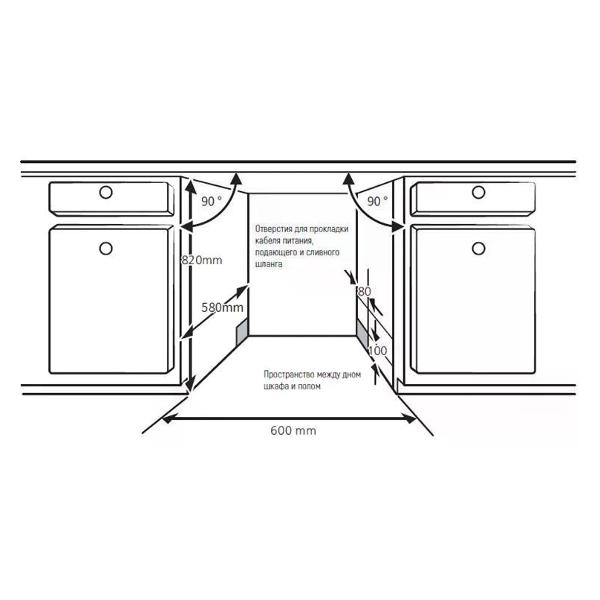 90°
90°
Отверстия для прокладки
кабеля питания,
подающего и сливного
шланга
820mm
580mm
80
100
Пространство между дном
шкафа и полом
600 mm